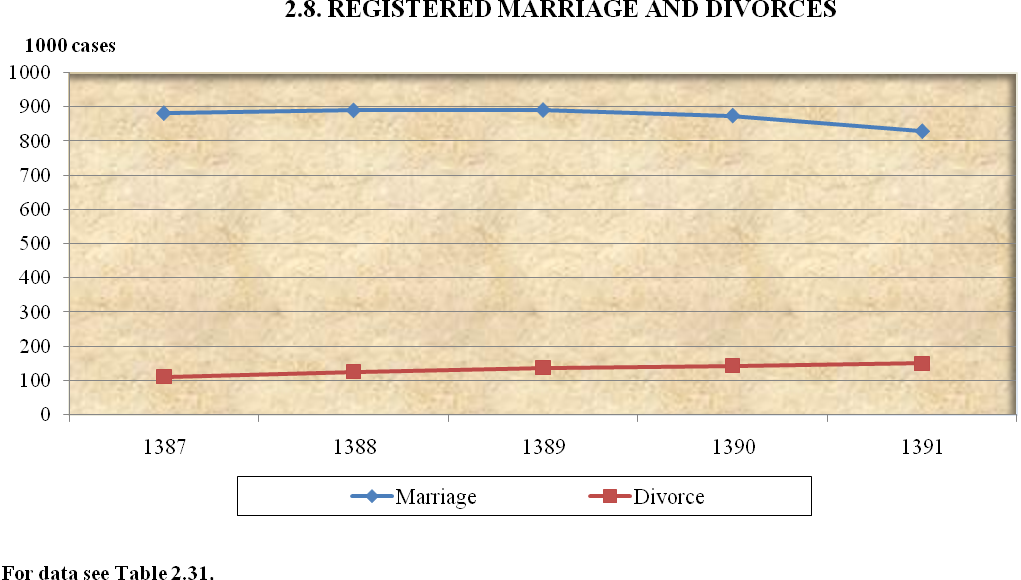 2.8. REGISTERED MARRIAGE AND DIVORCES
1000 cases
1000
900
800
700
600
500
400
300
200
100
0
1387 1388 1389 1390 1391
Marriage Divorce
For data see Table 2.31.